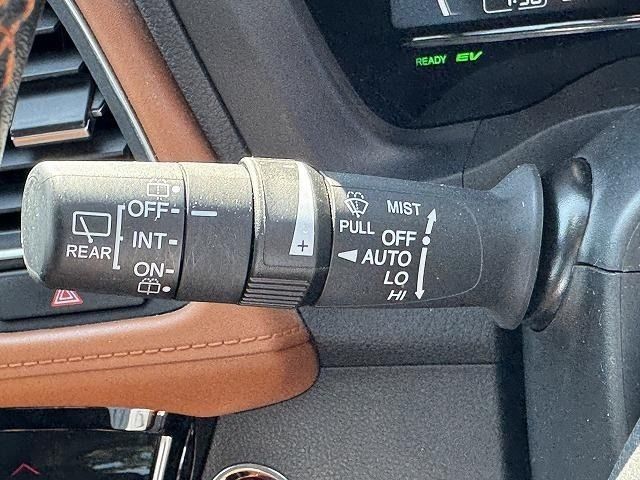 READY EV
OFF
INT
REAR
ON
PULL
MIST
OFF
AUTO
LO
HI
+